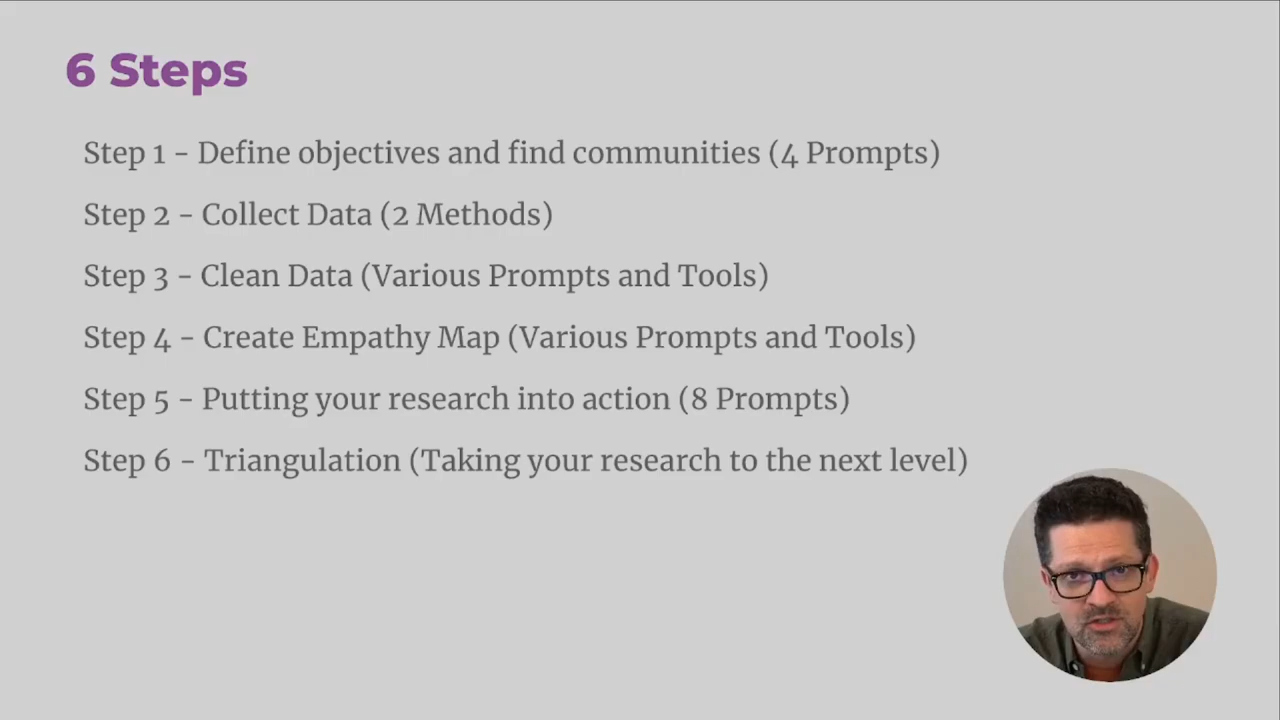 6 Steps
Step 1 - Define objectives and find communities (4 Prompts)
Step 2 - Collect Data (2 Methods)
Step 3 - Clean Data (Various Prompts and Tools)
Step 4 - Create Empathy Map (Various Prompts and Tools)
Step 5 - Putting your research into action (8 Prompts)
Step 6 - Triangulation (Taking your research to the next level)